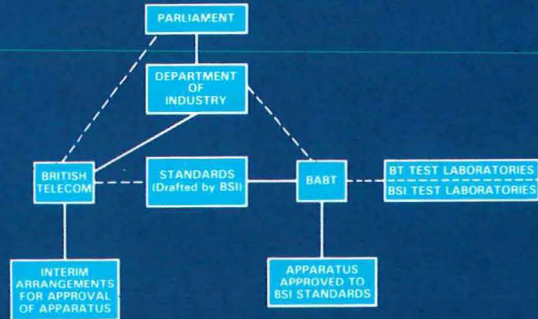 PARLIAMENT
DEPARTMENT
OF
INDUSTRY
BRITISH
TELECOM
STANDARDS
(Drafted by BSI)
BABT
BT TEST LABORATORIES
BSI TEST LABORATORIES
INTERIM
ARRANGEMENTS
FOR APPROVAL
OF APPARATUS
APPARATUS
APPROVED TO
BSI STANDARDS